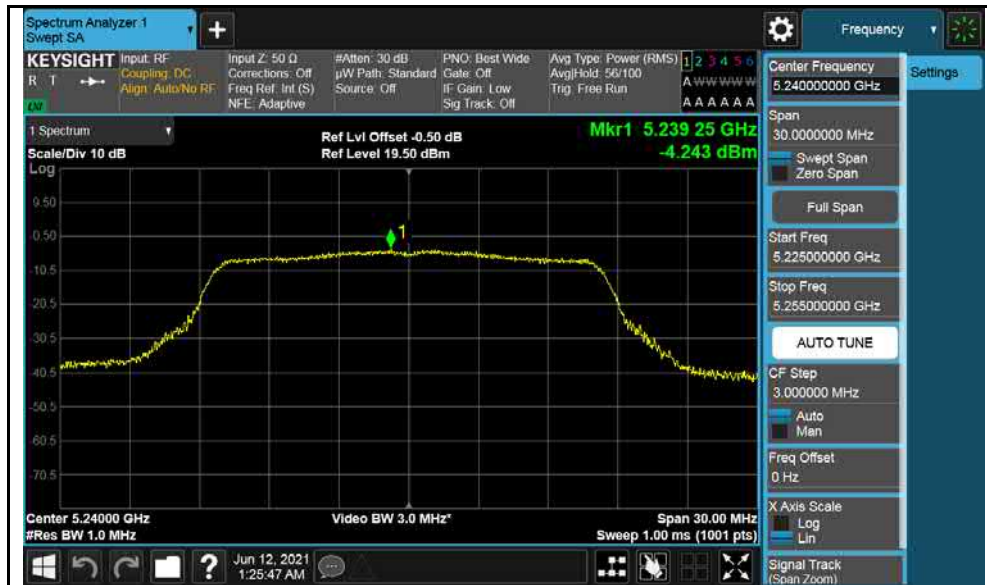 Spectrum Analyzer 1
Swept SA
Frequency
KEYSIGHT
R T
Input: RF
Coupling: DC
Align: Auto/No RF
Input Z: 50 Ω
Corrections: Off
Freq Ref: Int (S)
NFE: Adaptive
#Atten: 30 dB
µW Path: Standard
Source: Off
PNO: Best Wide
Gate: Off
IF Gain: Low
Sig Track: Off
Avg Type: Power (RMS)
Avg|Hold: 56/100
Trig: Free Run
1 2 3 4 5 6
A W W W W W
A A A A A A
1 Spectrum
Scale/Div 10 dB
Log
Ref Lvl Offset -0.50 dB
Ref Level 19.50 dBm
Mkr1 5.239 25 GHz
-4.243 dBm
9.50
-0.50
-10.5
-20.5
-30.5
-40.5
-50.5
-60.5
-70.5
1
Center 5.24000 GHz
#Res BW 1.0 MHz
Video BW 3.0 MHz*
Span 30.00 MHz
Sweep 1.00 ms (1001 pts)
Jun 12, 2021
1:25:47 AM
Center Frequency
5.240000000 GHz
Settings
Span
30.0000000 MHz
Swept Span
Zero Span
Full Span
Start Freq
5.225000000 GHz
Stop Freq
5.255000000 GHz
AUTO TUNE
CF Step
3.000000 MHz
Auto
Man
Freq Offset
0 Hz
X Axis Scale
Log
Lin
Signal Track
(Span Zoom)